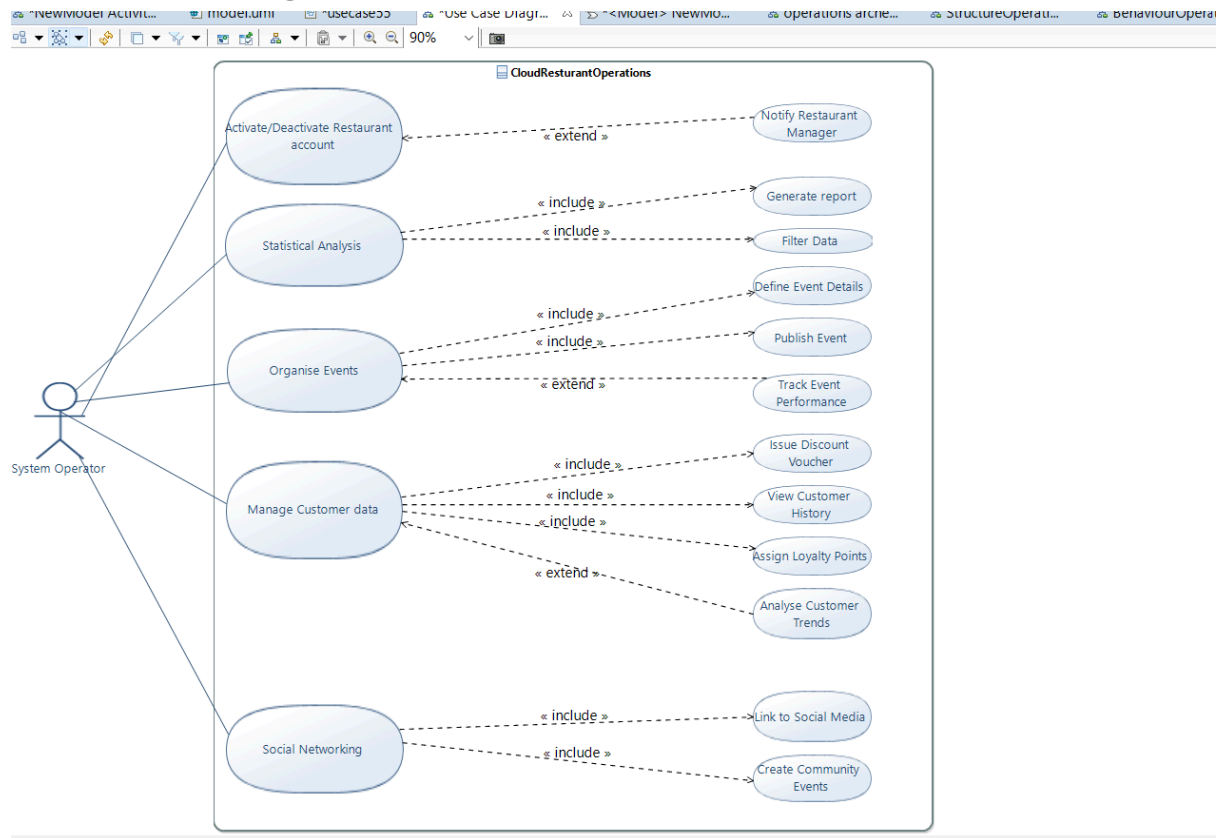 *NewModel Activit...
model.uml
*usecase55
*Use Case Diagr...
*<Model> NewMo...
operations arche...
StructureOperati...
BehaviourOperat
90%
CloudResturantOperations
Activate/Deactivate Restaurant
account
« extend »
Notify Restaurant
Manager
Statistical Analysis
« include »
Generate report
« include »
Filter Data
Organise Events
« include »
Define Event Details
« include »
Publish Event
« extend »
Track Event
Performance
System Operator
Manage Customer data
« include »
Issue Discount
Voucher
« include »
View Customer
History
« include »
Assign Loyalty Points
« extend »
Analyse Customer
Trends
Social Networking
« include »
Link to Social Media
« include »
Create Community
Events